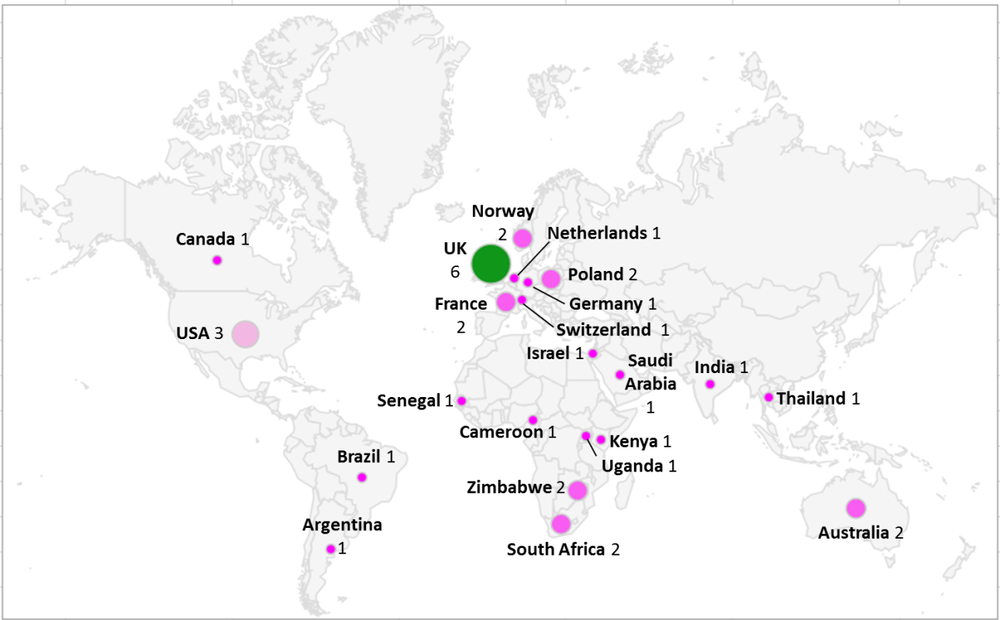 Norway
2
Netherlands 1
Canada 1
UK
6
Poland 2
France
2
Germany 1
Switzerland 1
USA 3
Israel 1
Saudi
Arabia
1
India 1
Senegal 1
Thailand 1
Cameroon 1
Kenya 1
Uganda 1
Brazil 1
Zimbabwe 2
Argentina
1
South Africa 2
Australia 2